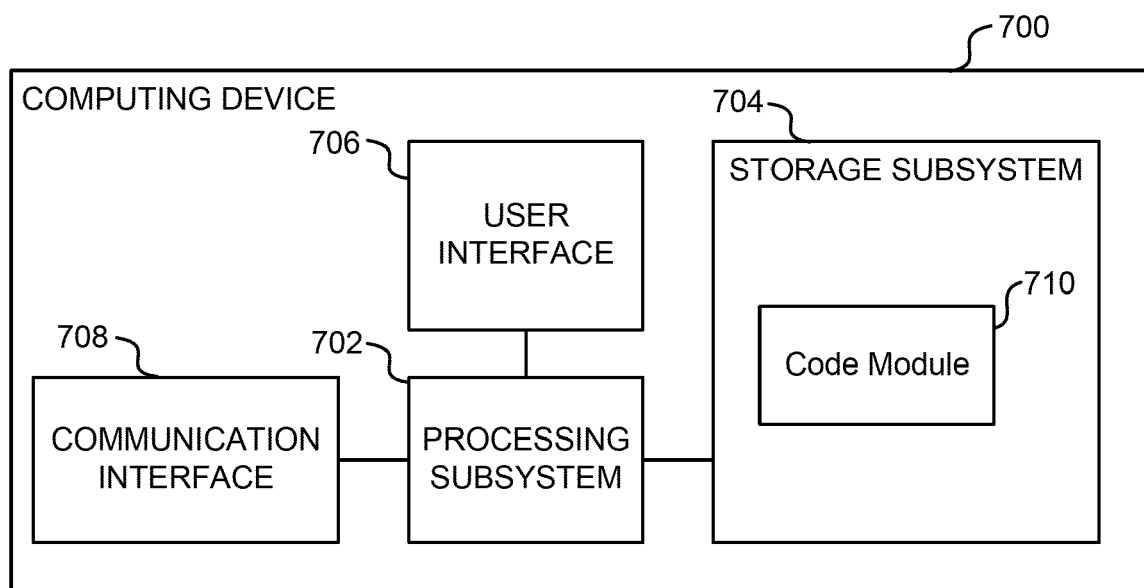 700
COMPUTING DEVICE
704
706
STORAGE SUBSYSTEM
USER
INTERFACE
710
Code Module
708
702
COMMUNICATION
INTERFACE
PROCESSING
SUBSYSTEM